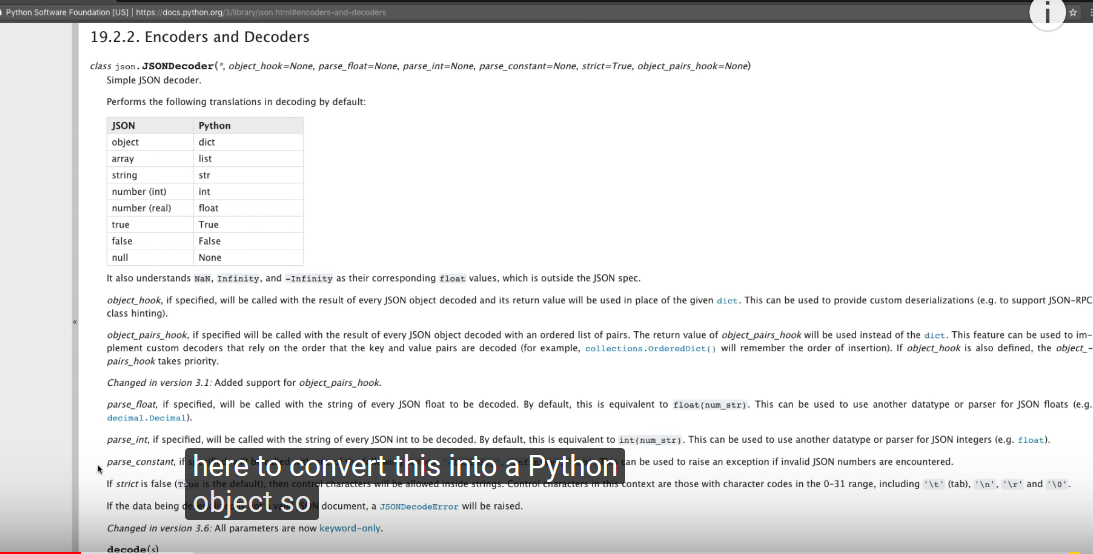 Python Software Foundation [US] | https://docs.python.org/3/library/json.html#encoders-and-decoders
19.2.2. Encoders and Decoders
class json.JSONDecoder(*, object_hook=None, parse_float=None, parse_int=None, parse_constant=None, strict=True, object_pairs_hook=None)
Simple JSON decoder.
Performs the following translations in decoding by default:
JSON Python
object dict
array list
string str
number (int) int
number (real) float
true True
false False
null None
It also understands NaN, Infinity, and -Infinity as their corresponding float values, which is outside the JSON spec.
object_hook, if specified, will be called with the result of every JSON object decoded and its return value will be used in place of the given dict. This can be used to provide custom deserializations (e.g. to support JSON-RPC
class hinting).
«
object_pairs_hook, if specified will be called with the result of every JSON object decoded with an ordered list of pairs. The return value of object_pairs_hook will be used instead of the dict. This feature can be used to im-
plement custom decoders that rely on the order that the key and value pairs are decoded (for example, collections.OrderedDict() will remember the order of insertion). If object_hook is also defined, the object_-
pairs_hook takes priority.
Changed in version 3.1: Added support for object_pairs_hook.
parse_float, if specified, will be called with the string of every JSON float to be decoded. By default, this is equivalent to float(num_str). This can be used to use another datatype or parser for JSON floats (e.g.
decimal.Decimal).
parse_int, if specified, will be called with the string of every JSON int to be decoded. By default, this is equivalent to int(num_str). This can be used to use another datatype or parser for JSON integers (e.g. float).
parse_constant, if can be used to raise an exception if invalid JSON numbers are encountered.
here to convert this into a Python
If strict is false (True is the default), then control characters will be allowed inside strings. Control characters in this context are those with character codes in the 0-31 range, including '\t' (tab), '\n', '\r' and '\0'.
object so
If the data being document, a JSONDecodeError will be raised.
Changed in version 3.6: All parameters are now keyword-only.
decode(s)